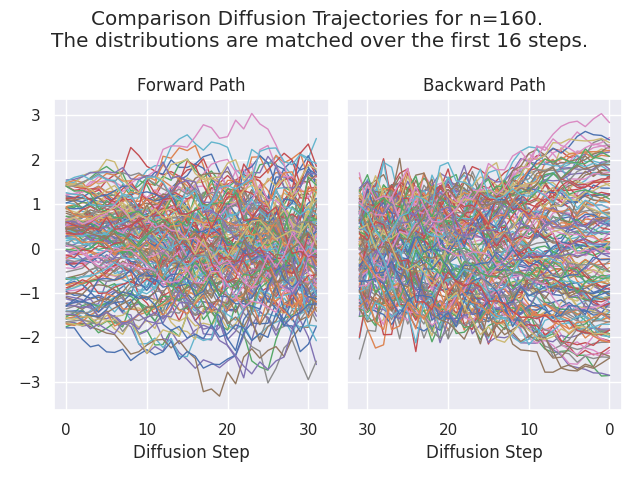 Comparison Diffusion Trajectories for n=160.
The distributions are matched over the first 16 steps.
Forward Path
Backward Path
3
2
1
0
−1
−2
−3
0 10 20 30
30 20 10 0
Diffusion Step
Diffusion Step